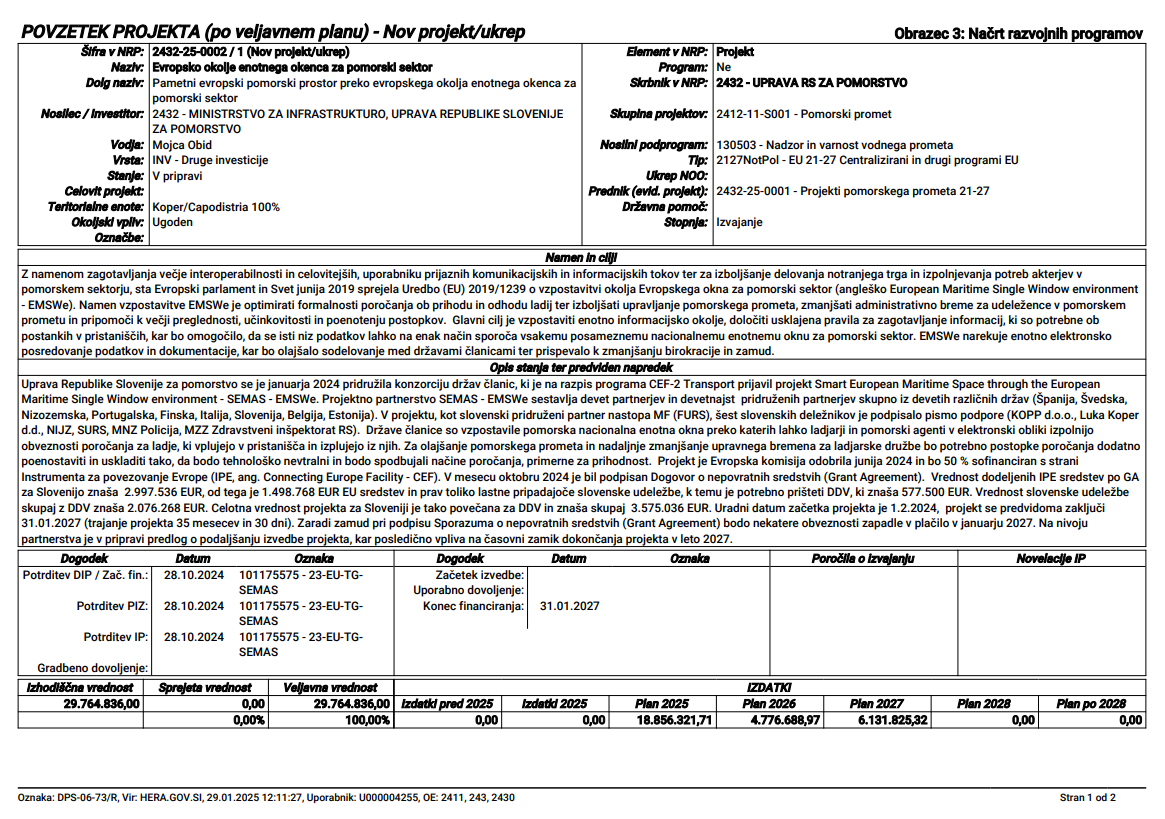 POVZETEK PROJEKTA (po veljavnem planu) - Nov projekt/ukrep
Obrazec 3: Načrt razvojnih programov
Šifra v NRP: 2432-25-0002 / 1 (Nov projekt/ukrep)
Naziv: Evropsko okolje enotnega okenca za pomorski sektor
Dolg naziv: Pametni evropski pomorski prostor preko evropskega okolja enotnega okenca za
pomorski sektor
Nosilec / Investitor: 2432 - MINISTRSTVO ZA INFRASTRUKTURO, UPRAVA REPUBLIKE SLOVENIJE
ZA POMORSTVO
Vodja: Mojca Obid
Vrsta: INV - Druge investicije
Stanje: V pripravi
Celovit projekt:
Teritorialne enote: Koper/Capodistria 100%
Okoljski vpliv: Ugoden
Označbe:
Element v NRP: Projekt
Program: Ne
Skrbnik v NRP: 2432 - UPRAVA RS ZA POMORSTVO
Skupina projektov: 2412-11-S001 - Pomorski promet
Nosilni podprogram: 130503 - Nadzor in varnost vodnega prometa
Tip: 2127NotPol - EU 21-27 Centralizirani in drugi programi EU
Ukrep NOO:
Prednik (evid. projekt): 2432-25-0001 - Projekti pomorskega prometa 21-27
Državna pomoč:
Stopnja: Izvajanje
Namen in cilji
Z namenom zagotavljanja večje interoperabilnosti in celovitejših, uporabniku prijaznih komunikacijskih in informacijskih tokov ter za izboljšanje delovanja notranjega trga in izpolnjevanja potreb akterjev v
pomorskem sektorju, sta Evropski parlament in Svet junija 2019 sprejela Uredbo (EU) 2019/1239 o vzpostavitvi okolja Evropskega okna za pomorski sektor (angleško European Maritime Single Window environment
- EMSWe). Namen vzpostavitve EMSWe je optimirati formalnosti poročanja ob prihodu in odhodu ladij ter izboljšati upravljanje pomorskega prometa, zmanjšati administrativno breme za udeležence v pomorskem
prometu in pripomoči k večji preglednosti, učinkovitosti in poenotenju postopkov.  Glavni cilj je vzpostaviti enotno informacijsko okolje, določiti usklajena pravila za zagotavljanje informacij, ki so potrebne ob
postankih v pristaniščih, kar bo omogočilo, da se isti niz podatkov lahko na enak način sporoča vsakemu posameznemu nacionalnemu enotnemu oknu za pomorski sektor. EMSWe narekuje enotno elektronsko
posredovanje podatkov in dokumentacije, kar bo olajšalo sodelovanje med državami članicami ter prispevalo k zmanjšanju birokracije in zamud.
Opis stanja ter predviden napredek
Uprava Republike Slovenije za pomorstvo se je januarja 2024 pridružila konzorciju držav članic, ki je na razpis programa CEF-2 Transport prijavil projekt Smart European Maritime Space through the European
Maritime Single Window environment - SEMAS - EMSWe. Projektno partnerstvo SEMAS - EMSWe sestavlja devet partnerjev in devetnajst  pridruženih partnerjev skupno iz devetih različnih držav (Španija, Švedska,
Nizozemska, Portugalska, Finska, Italija, Slovenija, Belgija, Estonija). V projektu, kot slovenski pridruženi partner nastopa MF (FURS), šest slovenskih deležnikov je podpisalo pismo podpore (KOPP d.o.o., Luka Koper
d.d., NIJZ, SURS, MNZ Policija, MZZ Zdravstveni inšpektorat RS).  Države članice so vzpostavile pomorska nacionalna enotna okna preko katerih lahko ladjarji in pomorski agenti v elektronski obliki izpolnijo
obveznosti poročanja za ladje, ki vplujejo v pristanišča in izplujejo iz njih. Za olajšanje pomorskega prometa in nadaljnje zmanjšanje upravnega bremena za ladjarske družbe bo potrebno postopke poročanja dodatno
poenostaviti in uskladiti tako, da bodo tehnološko nevtralni in bodo spodbujali načine poročanja, primerne za prihodnost.  Projekt je Evropska komisija odobrila junija 2024 in bo 50 % sofinanciran s strani
Instrumenta za povezovanje Evrope (IPE, ang. Connecting Europe Facility - CEF). V mesecu oktobru 2024 je bil podpisan Dogovor o nepovratnih sredstvih (Grant Agreement).  Vrednost dodeljenih IPE sredstev po GA
za Slovenijo znaša  2.997.536 EUR, od tega je 1.498.768 EUR EU sredstev in prav toliko lastne pripadajoče slovenske udeležbe, k temu je potrebno prišteti DDV, ki znaša 577.500 EUR. Vrednost slovenske udeležbe
skupaj z DDV znaša 2.076.268 EUR. Celotna vrednost projekta za Sloveniji je tako povečana za DDV in znaša skupaj  3.575.036 EUR. Uradni datum začetka projekta je 1.2.2024,  projekt se predvidoma zaključi
31.01.2027 (trajanje projekta 35 mesecev in 30 dni). Zaradi zamud pri podpisu Sporazuma o nepovratnih sredstvih (Grant Agreement) bodo nekatere obveznosti zapadle v plačilo v januarju 2027. Na nivoju
partnerstva je v pripravi predlog o podaljšanju izvedbe projekta, kar posledično vpliva na časovni zamik dokončanja projekta v leto 2027.
Dogodek Datum Oznaka Dogodek Datum Oznaka Poročila o izvajanju Novelacije IP
Potrditev DIP / Zač. fin.: 28.10.2024 101175575 - 23-EU-TG-
SEMAS
Potrditev PIZ: 28.10.2024 101175575 - 23-EU-TG-
SEMAS
Potrditev IP: 28.10.2024 101175575 - 23-EU-TG-
SEMAS
Gradbeno dovoljenje:
Začetek izvedbe:
Uporabno dovoljenje:
Konec financiranja: 31.01.2027
Izhodiščna vrednost Sprejeta vrednost Veljavna vrednost IZDATKI
29.764.836,00 0,00 29.764.836,00 Izdatki pred 2025 Izdatki 2025 Plan 2025 Plan 2026 Plan 2027 Plan 2028 Plan po 2028
0,00% 100,00% 0,00 0,00 18.856.321,71 4.776.688,97 6.131.825,32 0,00 0,00
Oznaka: DPS-06-73/R, Vir: HERA.GOV.SI, 29.01.2025 12:11:27, Uporabnik: U000004255, OE: 2411, 243, 2430
Stran 1 od 2